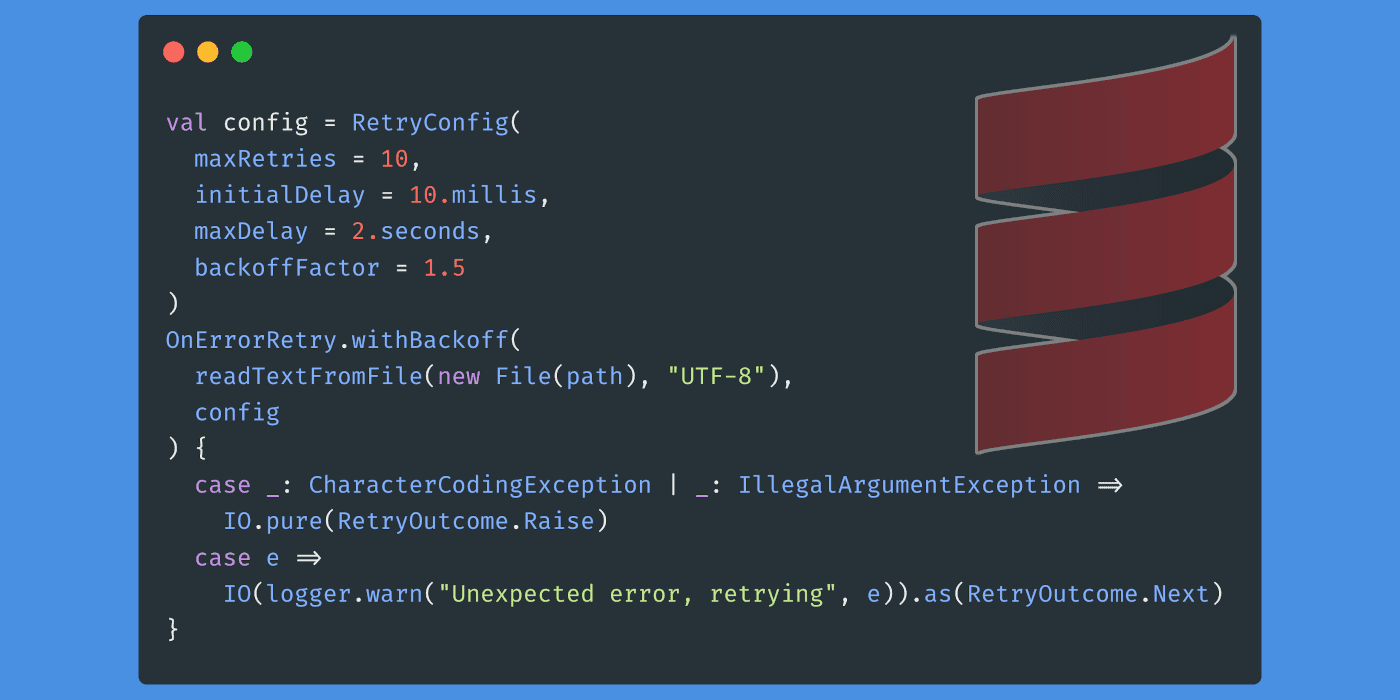 val config = RetryConfig(
  maxRetries = 10,
  initialDelay = 10.millis,
  maxDelay = 2.seconds,
  backoffFactor = 1.5
)
OnErrorRetry.withBackoff(
  readTextFromFile(new File(path), "UTF-8"),
  config
) {
  case _: CharacterCodingException | _: IllegalArgumentException =>
    IO.pure(RetryOutcome.Raise)
  case e =>
    IO(logger.warn("Unexpected error, retrying", e)).as(RetryOutcome.Next)
}